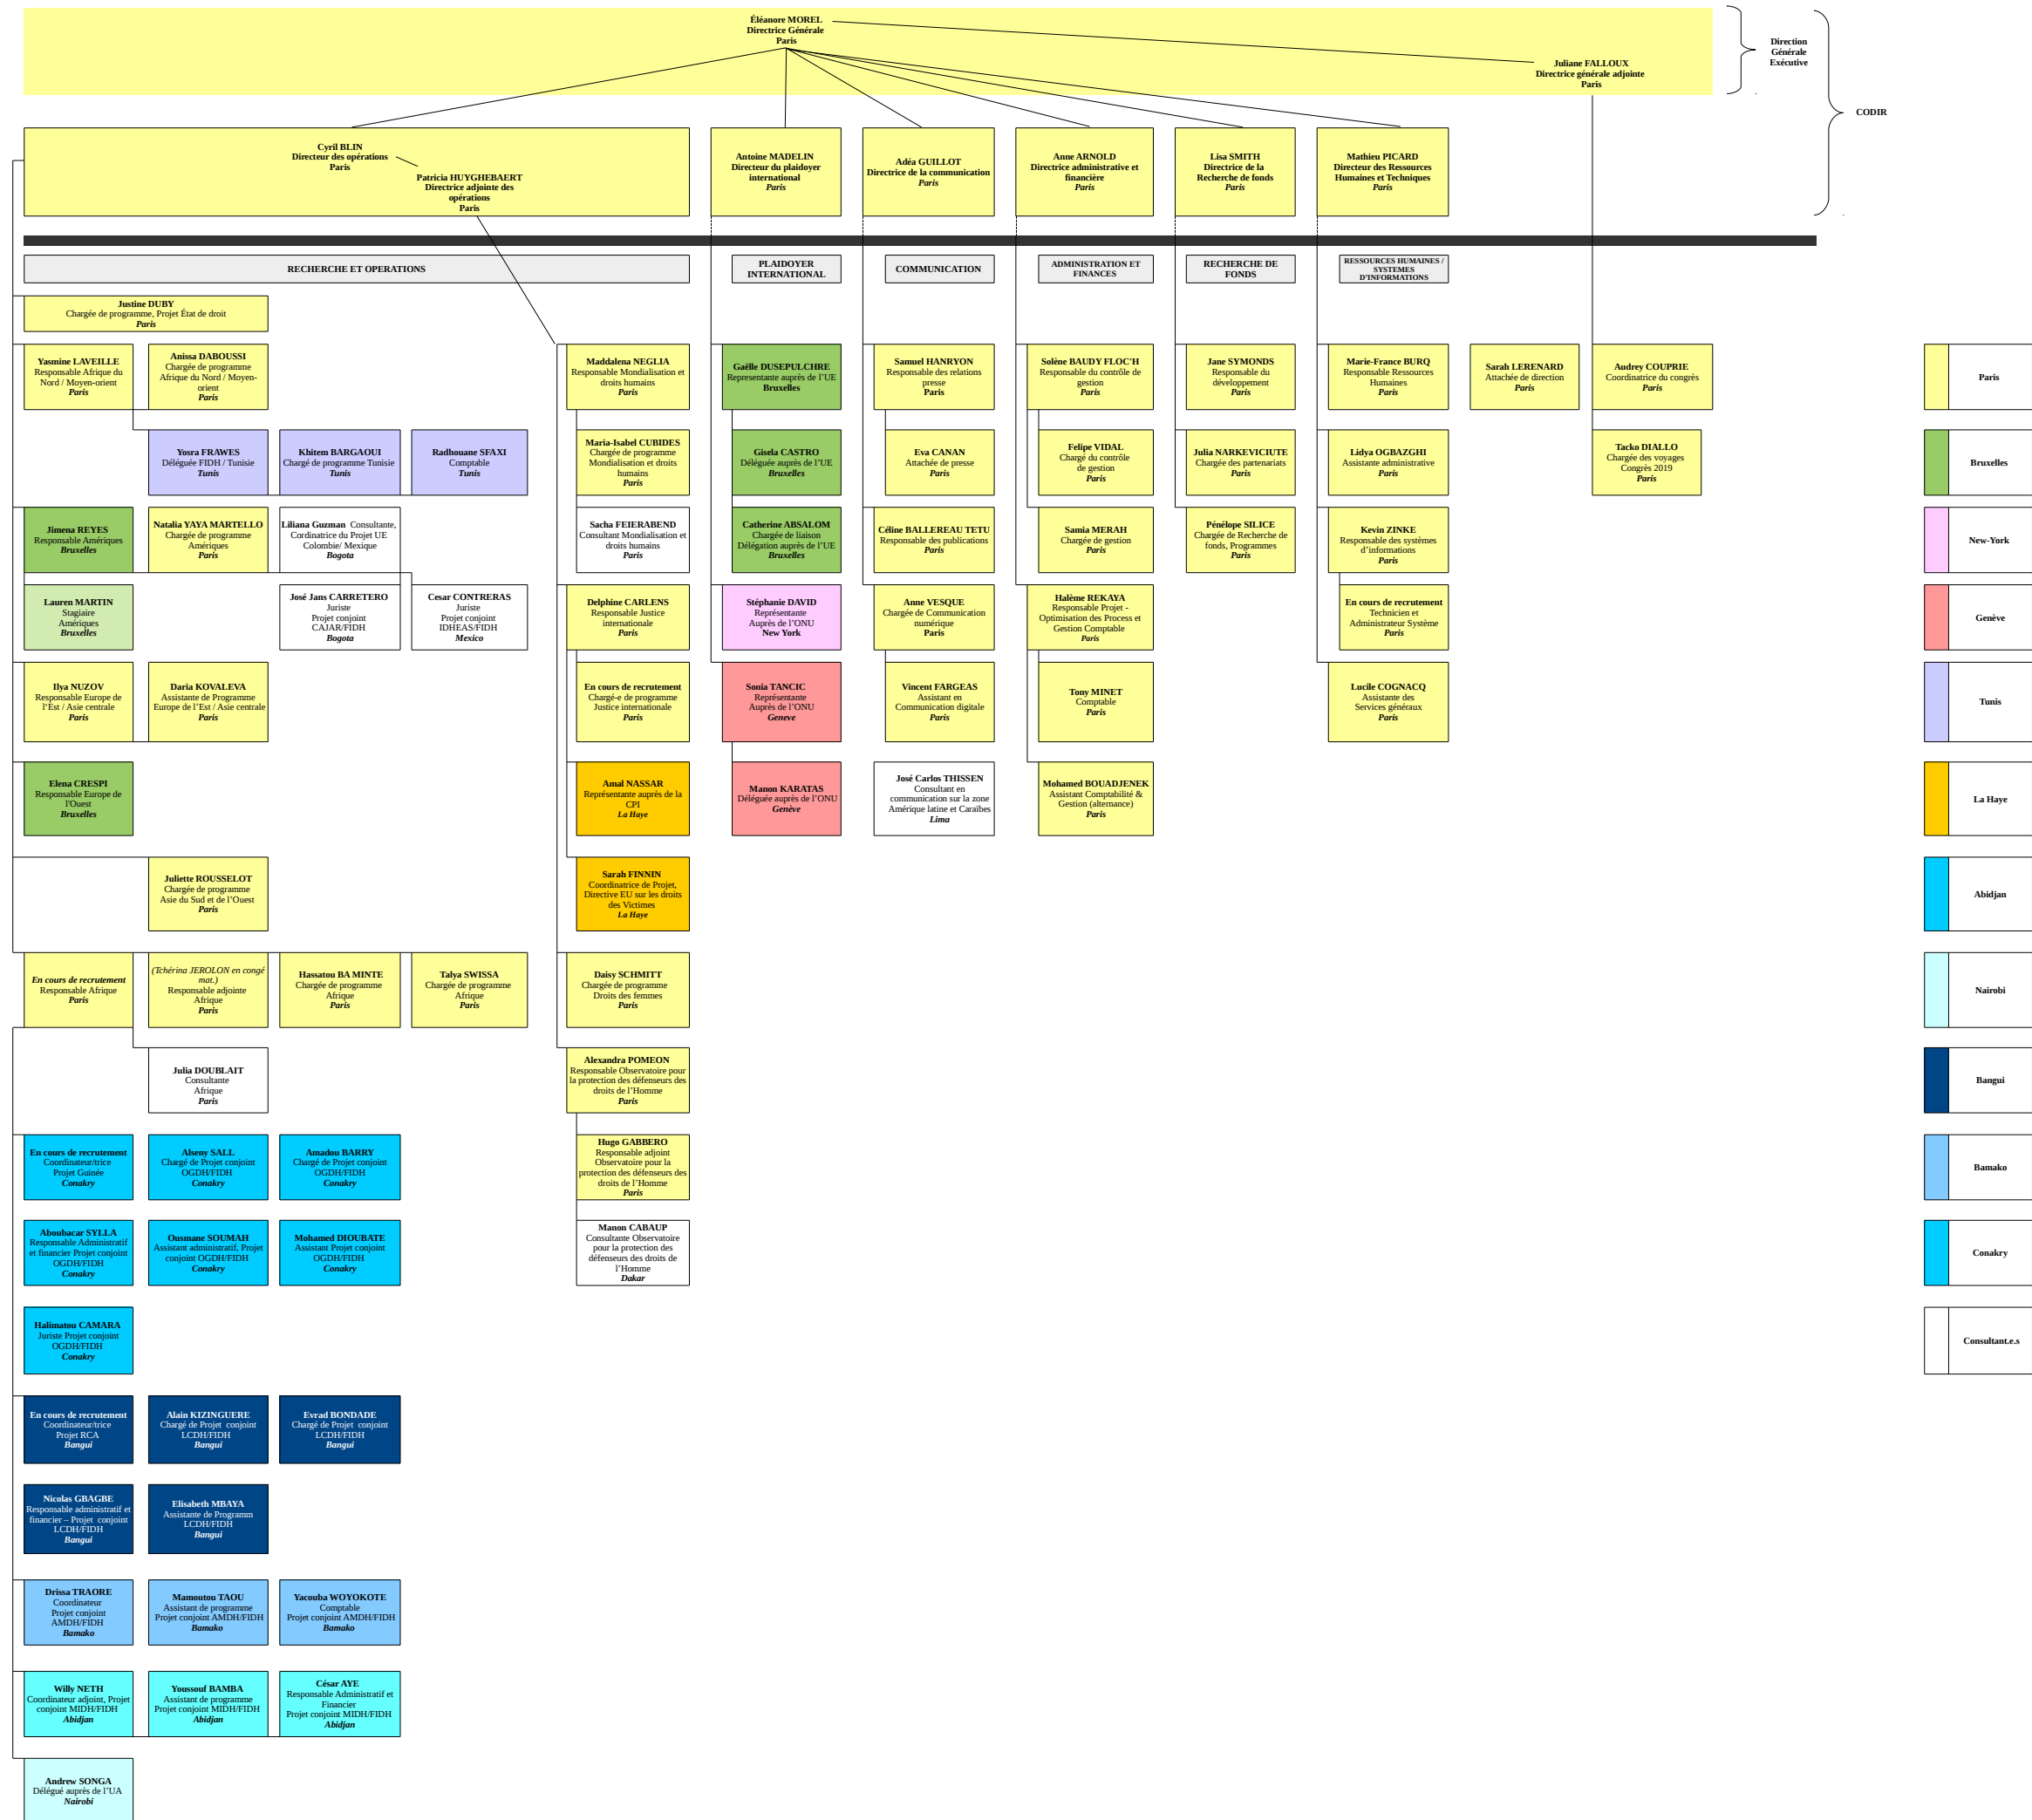 Éléanore MOREL
Directrice Générale
Paris
Juliane FALLOUX
Directrice générale adjointe
Paris
Direction
Générale
Exécutive
CODIR
Cyril BLIN
Directeur des opérations
Paris
Patricia HUYGHEBAERT
Directrice adjointe des
opérations
Paris
Antoine MADELIN
Directeur du plaidoyer
international
Paris
Adéa GUILLOT
Directrice de la communication
Paris
Anne ARNOLD
Directrice administrative et
financière
Paris
Lisa SMITH
Directrice de la
Recherche de fonds
Paris
Mathieu PICARD
Directeur des Ressources
Humaines et Techniques
Paris
RECHERCHE ET OPERATIONS
PLAIDOYER
INTERNATIONAL
COMMUNICATION
ADMINISTRATION ET
FINANCES
RECHERCHE DE
FONDS
RESSOURCES HUMAINES /
SYSTEMES
D'INFORMATIONS
Justine DUBY
Chargée de programme, Projet État de droit
Paris
Yasmine LAVEILLE
Responsable Afrique du
Nord / Moyen-orient
Paris
Anissa DABOUSSI
Chargée de programme
Afrique du Nord / Moyen-
orient
Paris
Maddalena NEGLIA
Responsable Mondialisation et
droits humains
Paris
Gaëlle DUSEPULCHRE
Representante auprès de l'UE
Bruxelles
Samuel HANRYON
Responsable des relations
presse
Paris
Solène BAUDY FLOC'H
Responsable du contrôle de
gestion
Paris
Jane SYMONDS
Responsable du
développement
Paris
Marie-France BURQ
Responsable Ressources
Humaines
Paris
Sarah LERENARD
Attachée de direction
Paris
Audrey COUPRIE
Coordinatrice du congrès
Paris
Paris
Yosra FRAWES
Déléguée FIDH / Tunisie
Tunis
Khitem BARGAOUI
Chargé de programme Tunisie
Tunis
Radhouane SFAXI
Comptable
Tunis
Maria-Isabel CUBIDES
Chargée de programme
Mondialisation et droits
humains
Paris
Gisela CASTRO
Déléguée auprès de l'UE
Bruxelles
Eva CANAN
Attachée de presse
Paris
Felipe VIDAL
Chargé du contrôle
de gestion
Paris
Julia NARKEVICIUTE
Chargée des partenariats
Paris
Lidya OGBAZGHI
Assistante administrative
Paris
Tacko DIALLO
Chargée des voyages
Congrès 2019
Paris
Bruxelles
Jimena REYES
Responsable Amériques
Bruxelles
Natalia YAYA MARTELLO
Chargée de programme
Amériques
Paris
Liliana Guzman Consultante,
Cordinatrice du Projet UE
Colombie/ Mexique
Bogota
Sacha FEIERABEND
Consultant Mondialisation et
droits humains
Paris
Catherine ABSALOM
Chargée de liaison
Délégation auprès de l'UE
Bruxelles
Céline BALLEREAU TETU
Responsable des publications
Paris
Samia MERAH
Chargée de gestion
Paris
Pénélope SILICE
Chargée de Recherche de
fonds, Programmes
Paris
Kevin ZINKE
Responsable des systèmes
d'informations
Paris
New-York
Lauren MARTIN
Stagiaire
Amériques
Bruxelles
José Jans CARRETERO
Juriste
Projet conjoint
CAJAR/FIDH
Bogota
Cesar CONTRERAS
Juriste
Projet conjoint
IDHEAS/FIDH
Mexico
Delphine CARLENS
Responsable Justice
internationale
Paris
Stéphanie DAVID
Représentante
Auprès de l'ONU
New York
Anne VESQUE
Chargée de Communication
numérique
Paris
Halème REKAYA
Responsable Projet -
Optimisation des Process et
Gestion Comptable
Paris
En cours de recrutement
Technicien et
Administrateur Système
Paris
Genève
Ilya NUZOV
Responsable Europe de
l'Est / Asie centrale
Paris
Daria KOVALEVA
Assistante de Programme
Europe de l'Est / Asie centrale
Paris
En cours de recrutement
Chargé-e de programme
Justice internationale
Paris
Sonia TANCIC
Représentante
Auprès de l'ONU
Geneve
Vincent FARGEAS
Assistant en
Communication digitale
Paris
Tony MINET
Comptable
Paris
Lucile COGNACQ
Assistante des
Services généraux
Paris
Tunis
Elena CRESPI
Responsable Europe de
l'Ouest
Bruxelles
Amal NASSAR
Représentante auprès de la
CPI
La Haye
Manon KARATAS
Déléguée auprès de l'ONU
Genève
José Carlos THISSEN
Consultant en
communication sur la zone
Amérique latine et Caraïbes
Lima
Mohamed BOUADJENEK
Assistant Comptabilité &
Gestion (alternance)
Paris
La Haye
Juliette ROUSSELOT
Chargée de programme
Asie du Sud et de l'Ouest
Paris
Sarah FINNIN
Coordinatrice de Projet,
Directive EU sur les droits
des Victimes
La Haye
Abidjan
En cours de recrutement
Responsable Afrique
Paris
(Tchérina JEROLON en congé
mat.)
Responsable adjointe
Afrique
Paris
Hassatou BA MINTE
Chargée de programme
Afrique
Paris
Talya SWISSA
Chargée de programme
Afrique
Paris
Daisy SCHMITT
Chargée de programme
Droits des femmes
Paris
Nairobi
Julia DOUBLAIT
Consultante
Afrique
Paris
Alexandra POMEON
Responsable Observatoire pour
la protection des défenseurs des
droits de l'Homme
Paris
Bangui
En cours de recrutement
Coordinateur/trice
Projet Guinée
Conakry
Alseny SALL
Chargé de Projet conjoint
OGDH/FIDH
Conakry
Amadou BARRY
Chargé de Projet conjoint
OGDH/FIDH
Conakry
Hugo GABBERO
Responsable adjoint
Observatoire pour la
protection des défenseurs des
droits de l'Homme
Paris
Bamako
Aboubacar SYLLA
Responsable Administratif
et financier Projet conjoint
OGDH/FIDH
Conakry
Ousmane SOUMAH
Assistant administratif, Projet
conjoint OGDH/FIDH
Conakry
Mohamed DIOUBATE
Assistant Projet conjoint
OGDH/FIDH
Conakry
Manon CABAUP
Consultante Observatoire
pour la protection des
défenseurs des droits de
l'Homme
Dakar
Conakry
Halimatou CAMARA
Juriste Projet conjoint
OGDH/FIDH
Conakry
Consultant.e.s
En cours de recrutement
Coordinateur/trice
Projet RCA
Bangui
Alain KIZINGUERE
Chargé de Projet conjoint
LCDH/FIDH
Bangui
Evrad BONDADE
Chargé de Projet conjoint
LCDH/FIDH
Bangui
Nicolas GBAGBE
Responsable administratif et
financier – Projet conjoint
LCDH/FIDH
Bangui
Elisabeth MBAYA
Assistante de Programm
LCDH/FIDH
Bangui
Drissa TRAORE
Coordinateur
Projet conjoint
AMDH/FIDH
Bamako
Mamoutou TAOU
Assistant de programme
Projet conjoint AMDH/FIDH
Bamako
Yacouba WOYOKOTE
Comptable
Projet conjoint AMDH/FIDH
Bamako
Willy NETH
Coordinateur adjoint, Projet
conjoint MIDH/FIDH
Abidjan
Youssouf BAMBA
Assistant de programme
Projet conjoint MIDH/FIDH
Abidjan
César AYE
Responsable Administratif et
Financier
Projet conjoint MIDH/FIDH
Abidjan
Andrew SONGA
Délégué auprès de l'UA
Nairobi